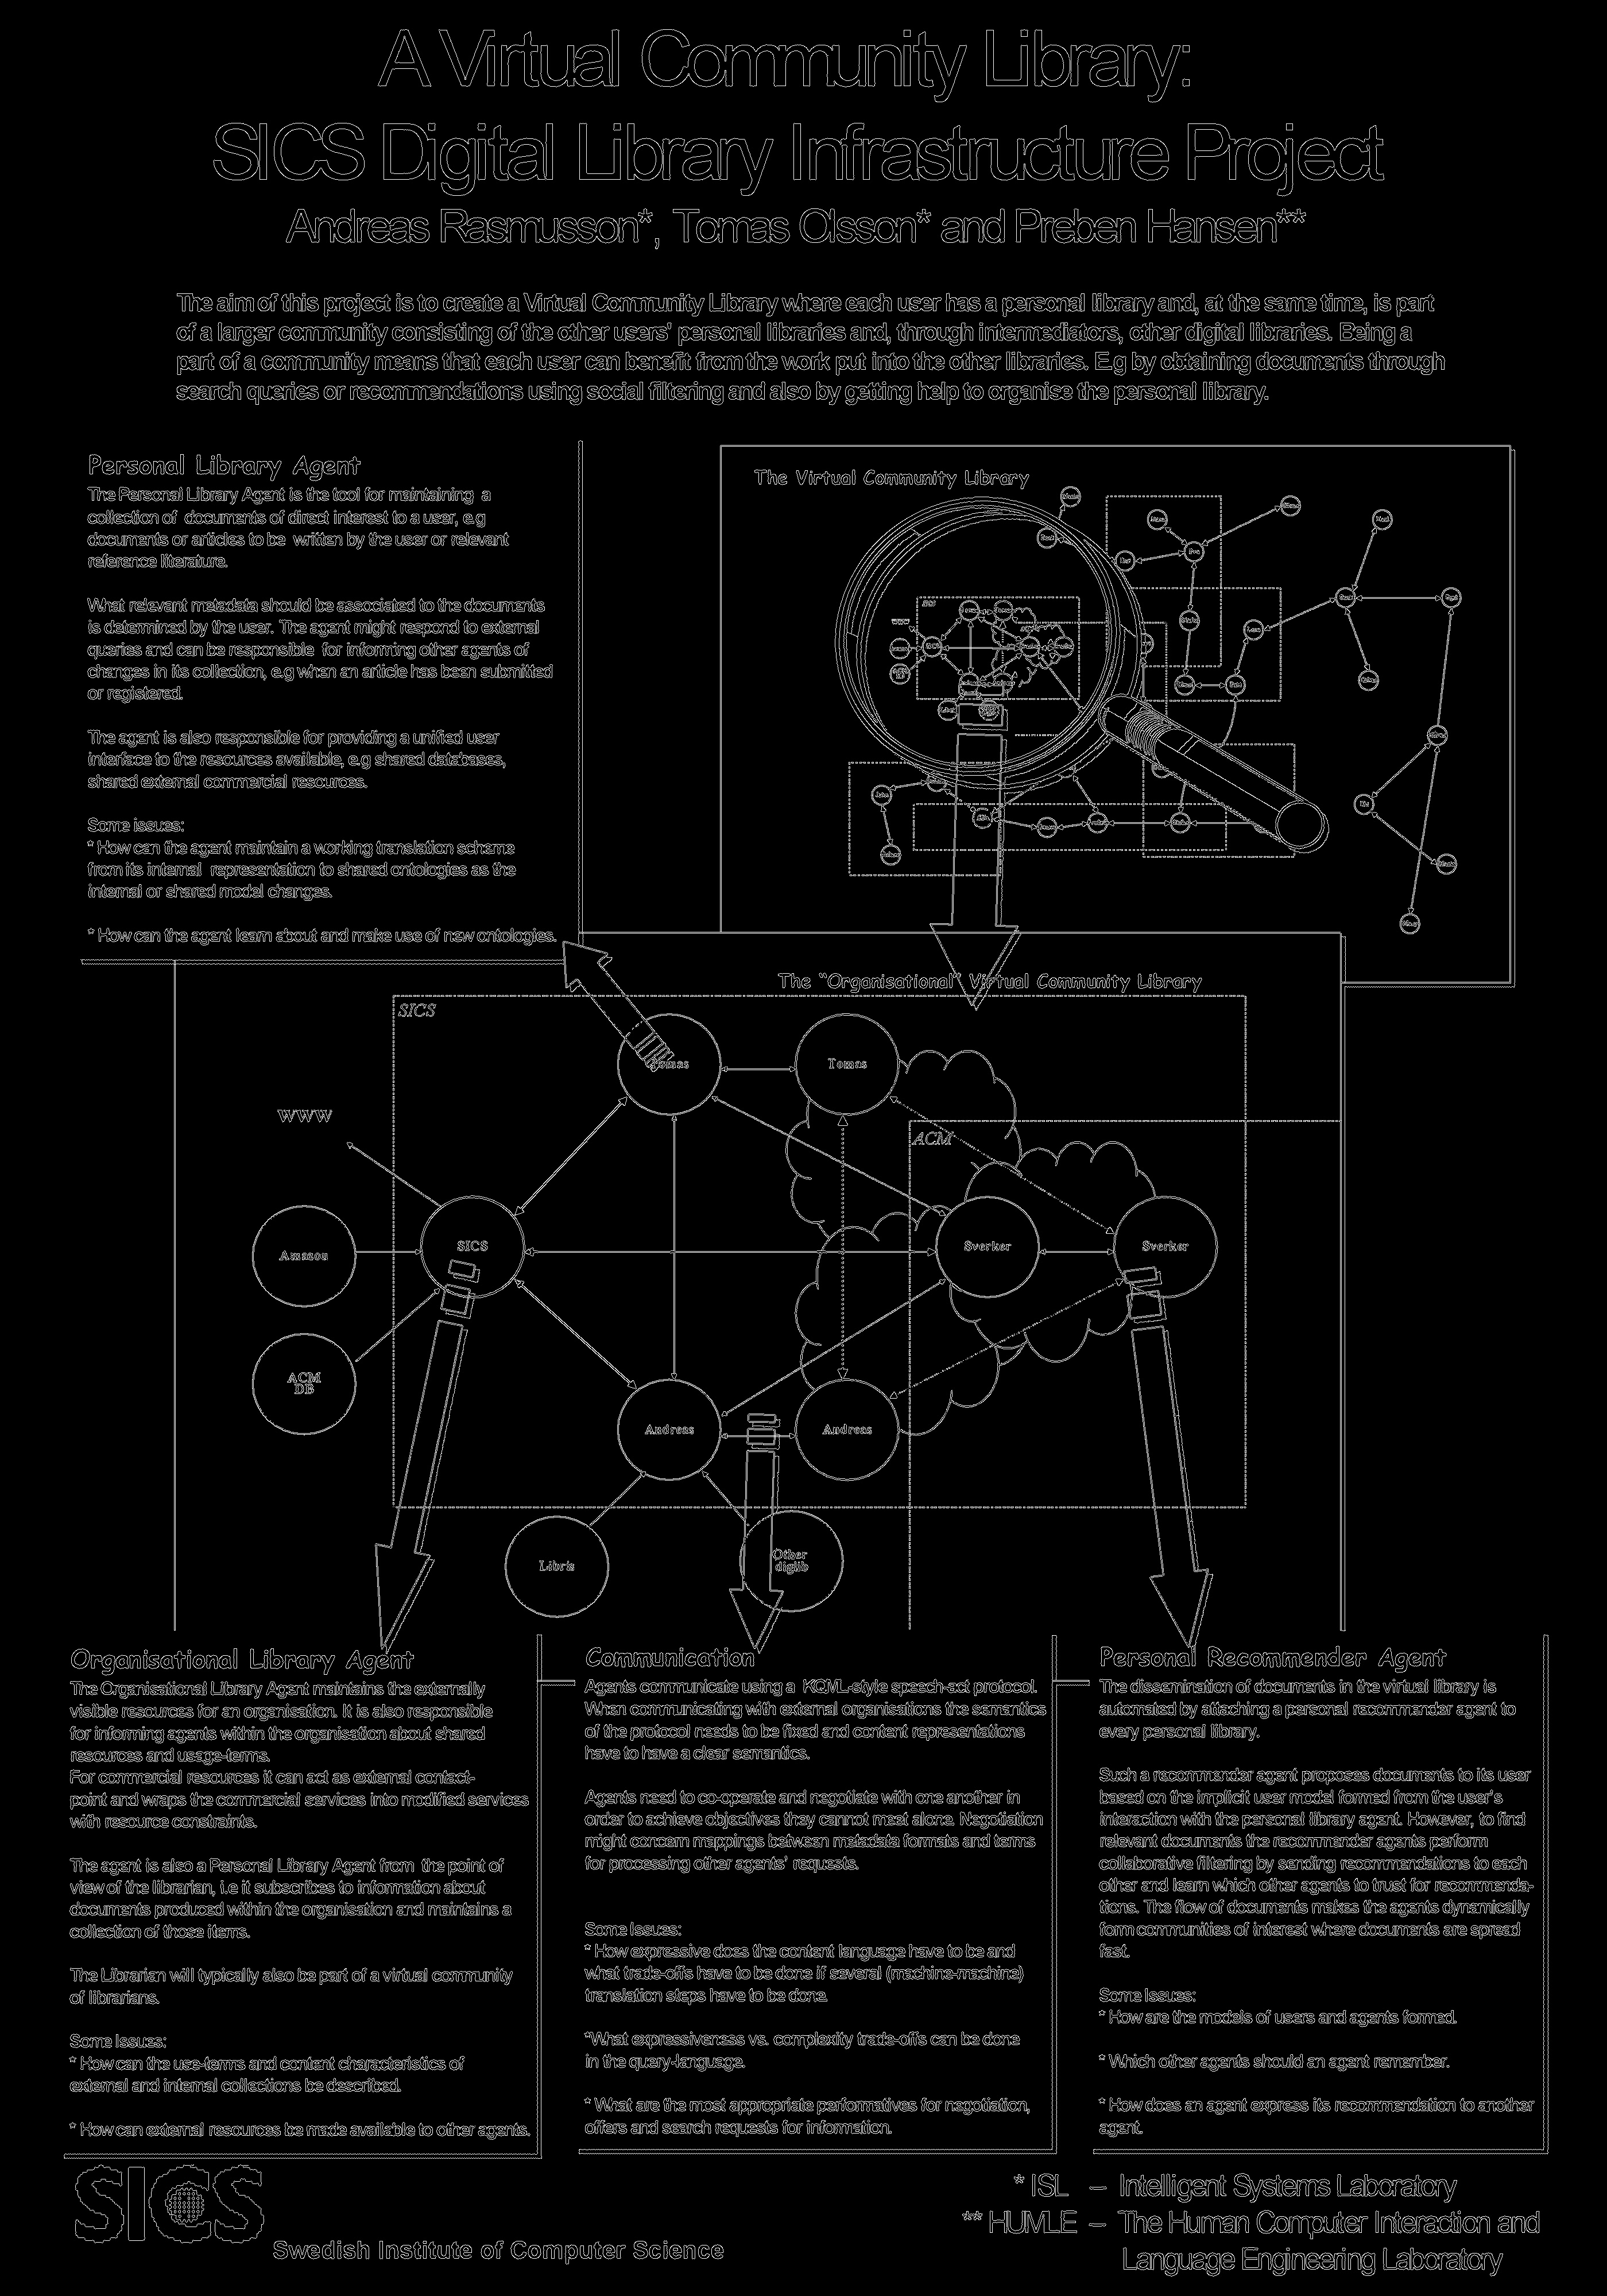 A Virtual Community Library:
SICS Digital Library Infrastructure Project
Andreas Rasmusson*, Tomas Olsson* and Preben Hansen**
The aim of this project is to create a Virtual Community Library where each user has a personal library and, at the same time, is part
of a larger community consisting of the other users' personal libraries and, through intermediators, other digital libraries. Being a
part of a community means that each user can benefit from the work put into the other libraries. E.g by obtaining documents through
search queries or recommendations using social filtering and also by getting help to organise the personal library.
Personal Library Agent
The Personal Library Agent is the tool for maintaining a
collection of documents of direct interest to a user, e.g
documents or articles to be written by the user or relevant
reference literature.
What relevant metadata should be associated to the documents
is determined by the user. The agent might respond to external
queries and can be responsible for informing other agents of
changes in its collection, e.g when an article has been submitted
or registered.
The agent is also responsible for providing a unified user
interface to the resources available, e.g shared databases,
shared external commercial resources.
Some issues:
* How can the agent maintain a working translation scheme
from its internal representation to shared ontologies as the
internal or shared model changes.
* How can the agent learn about and make use of new ontologies.
The Virtual Community Library
The "Organisational" Virtual Community Library
SICS
Tomas
Tomas
WWW
ACM
Amazon
SICS
Sverker
Sverker
ACM
DB
Andreas
Andreas
Libris
Other
diglib
Organisational Library Agent
The Organisational Library Agent maintains the externally
visible resources for an organisation. It is also responsible
for informing agents within the organisation about shared
resources and usage-terms.
For commercial resources it can act as external contact-
point and wraps the commercial services into modified services
with resource constraints.
The agent is also a Personal Library Agent from the point of
view of the librarian, i.e it subscribes to information about
documents produced within the organisation and maintains a
collection of those items.
The Librarian will typically also be part of a virtual community
of librarians.
Some Issues:
* How can the use-terms and content characteristics of
external and internal collections be described.
* How can external resources be made available to other agents.
Communication
Agents communicate using a KQML-style speech-act protocol.
When communicating with external organisations the semantics
of the protocol needs to be fixed and content representations
have to have a clear semantics.
Agents need to co-operate and negotiate with one another in
order to achieve objectives they cannot meet alone. Negotiation
might concern mappings between metadata formats and terms
for processing other agents' requests.
Some Issues:
* How expressive does the content language have to be and
what trade-offs have to be done if several (machine-machine)
translation steps have to be done.
*What expressiveness vs. complexity trade-offs can be done
in the query-language.
* What are the most appropriate performatives for negotiation,
offers and search requests for information.
Personal Recommender Agent
The dissemination of documents in the virtual library is
automated by attaching a personal recommender agent to
every personal library.
Such a recommender agent proposes documents to its user
based on the implicit user model formed from the user's
interaction with the personal library agent. However, to find
relevant documents the recommender agents perform
collaborative filtering by sending recommendations to each
other and learn which other agents to trust for recommenda-
tions. The flow of documents makes the agents dynamically
form communities of interest where documents are spread
fast.
Some Issues:
* How are the models of users and agents formed.
* Which other agents should an agent remember.
* How does an agent express its recommendation to another
agent.
SICS
Swedish Institute of Computer Science
* ISL – Intelligent Systems Laboratory
** HUMLE – The Human Computer Interaction and
Language Engineering Laboratory